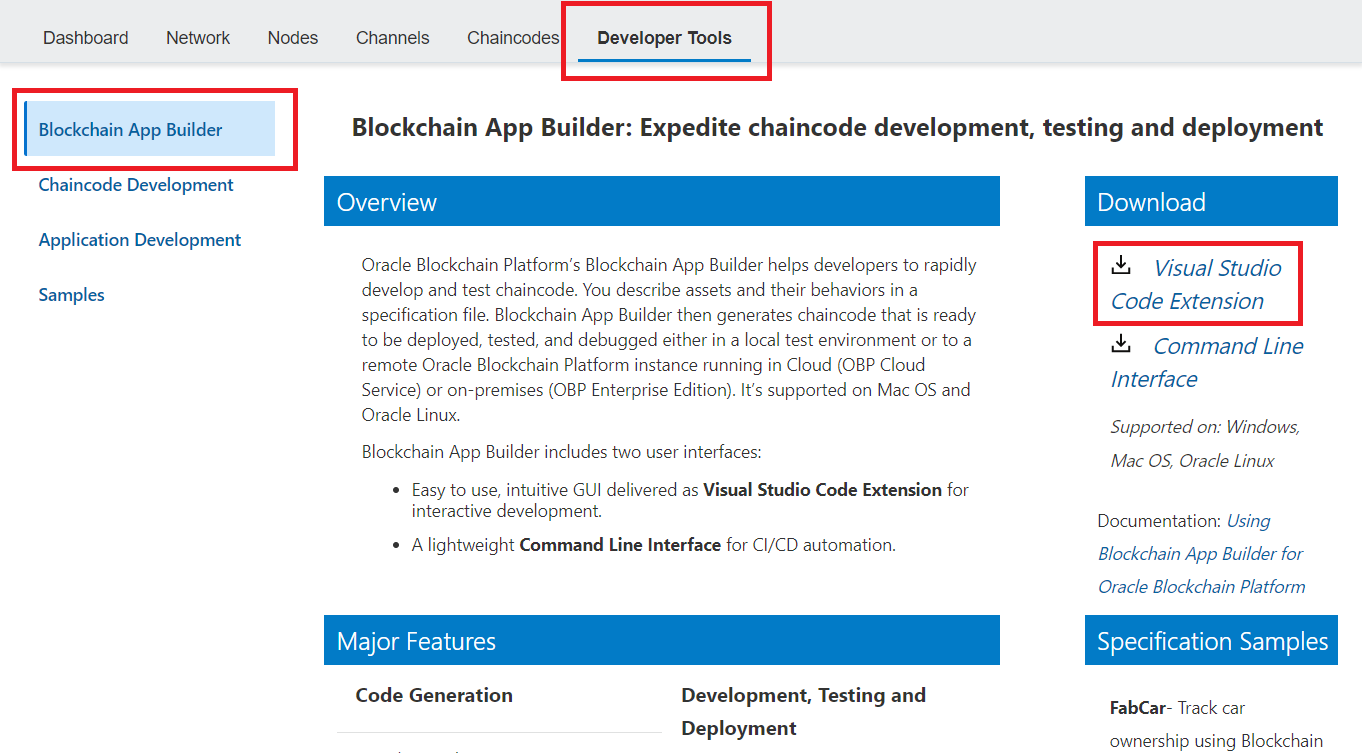 Dashboard Network Nodes Channels Chaincodes Developer Tools
Blockchain App Builder
Chaincode Development
Application Development
Samples
Blockchain App Builder: Expedite chaincode development, testing and deployment
Overview
Oracle Blockchain Platform’s Blockchain App Builder helps developers to rapidly
develop and test chaincode. You describe assets and their behaviors in a
specification file. Blockchain App Builder then generates chaincode that is ready
to be deployed, tested, and debugged either in a local test environment or to a
remote Oracle Blockchain Platform instance running in Cloud (OBP Cloud
Service) or on-premises (OBP Enterprise Edition). It’s supported on Mac OS and
Oracle Linux.
Blockchain App Builder includes two user interfaces:
• Easy to use, intuitive GUI delivered as Visual Studio Code Extension for
interactive development.
• A lightweight Command Line Interface for CI/CD automation.
Major Features
Code Generation
Development, Testing and
Deployment
Download
Visual Studio
Code Extension
Command Line
Interface
Supported on: Windows,
Mac OS, Oracle Linux
Documentation: Using
Blockchain App Builder for
Oracle Blockchain Platform
Specification Samples
FabCar- Track car
ownership using Blockchain